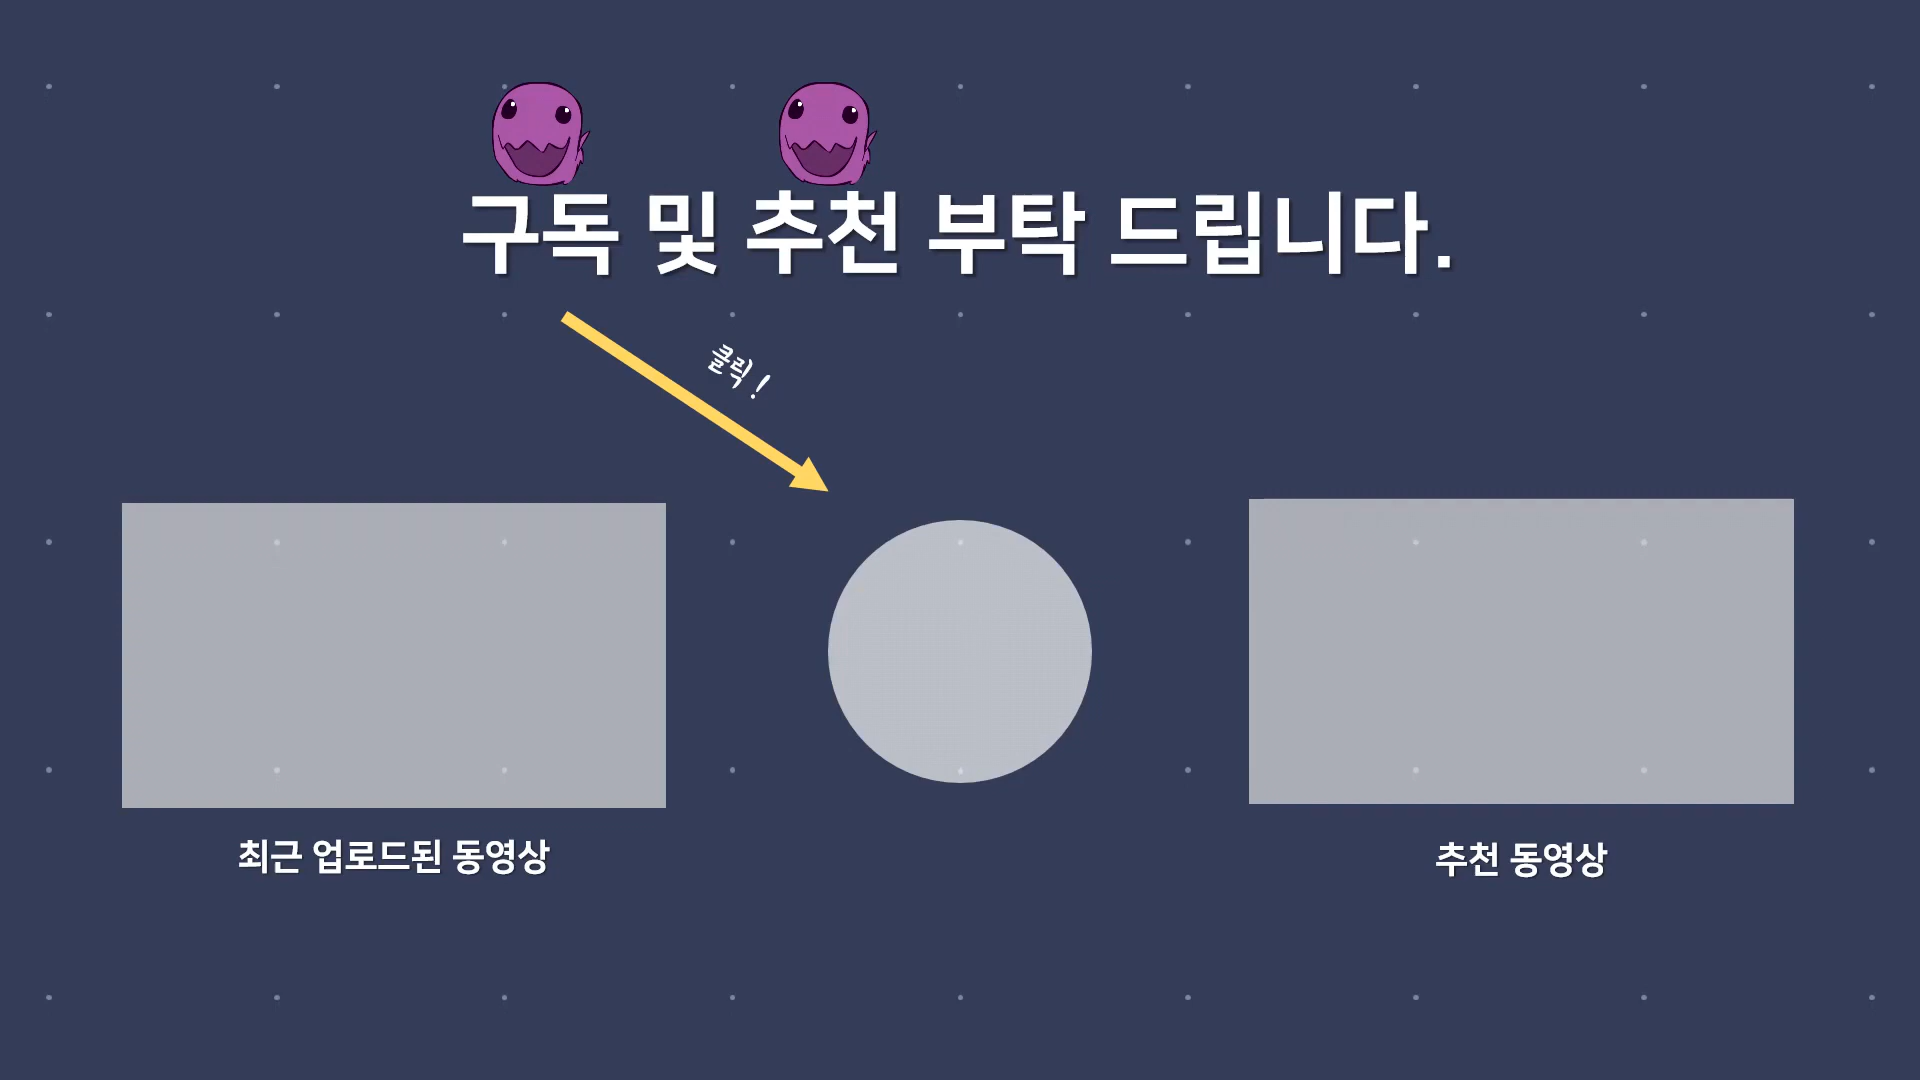 구독 및 추천 부탁 드립니다.
클릭!
최근 업로드된 동영상
추천 동영상